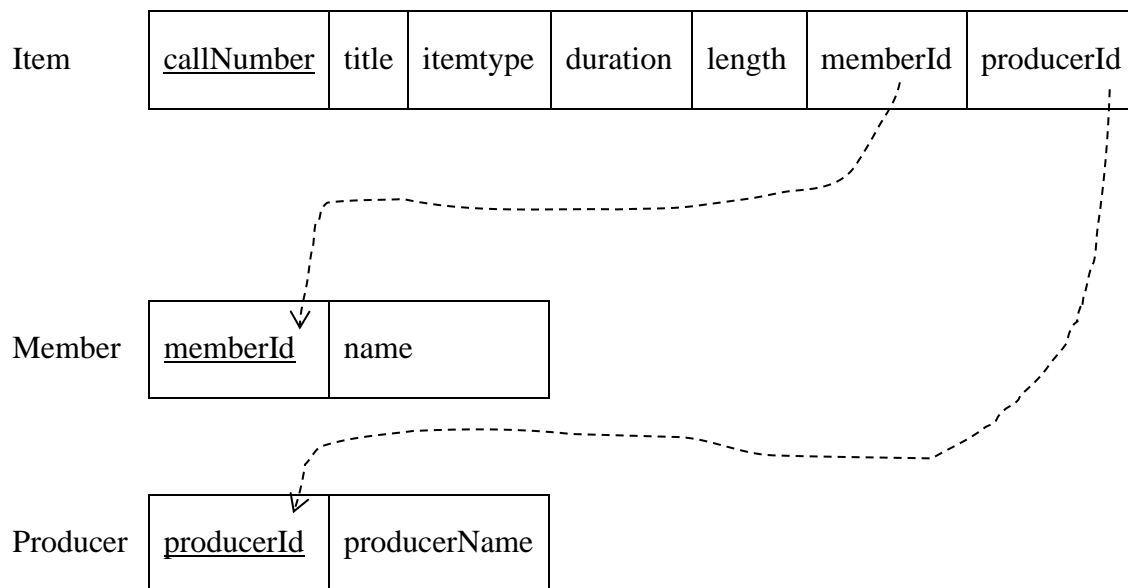 Item callNumber title itemtype duration length memberId producerId
Member memberId name
Producer producerId producerName